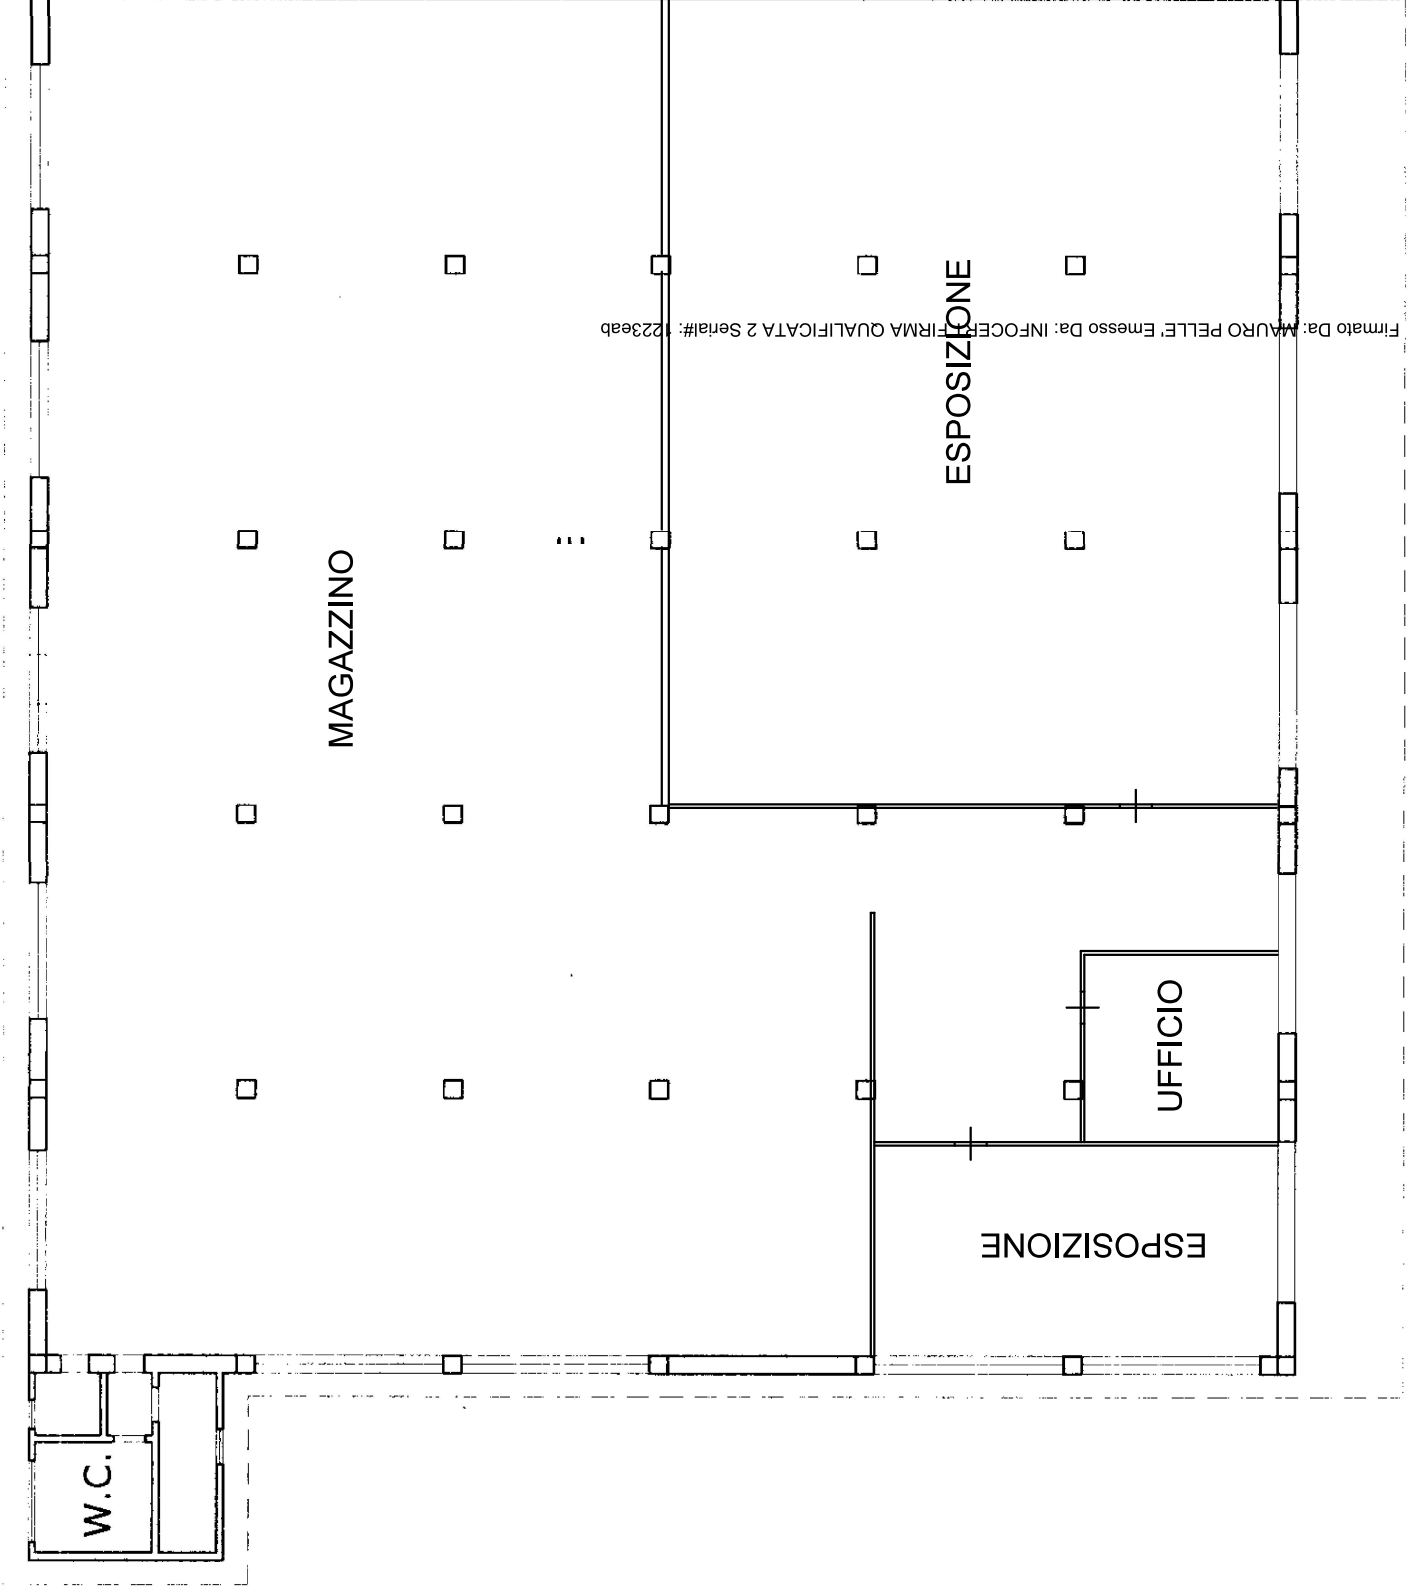 Firmato Da: MAURO PELLE' Emesso Da: INFOCERT FIRMA QUALIFICATA 2 Serial#: 1223eab
ESPOSIZIONE
MAGAZZINO
UFFICIO
ESPOSIZIONE
W.C.